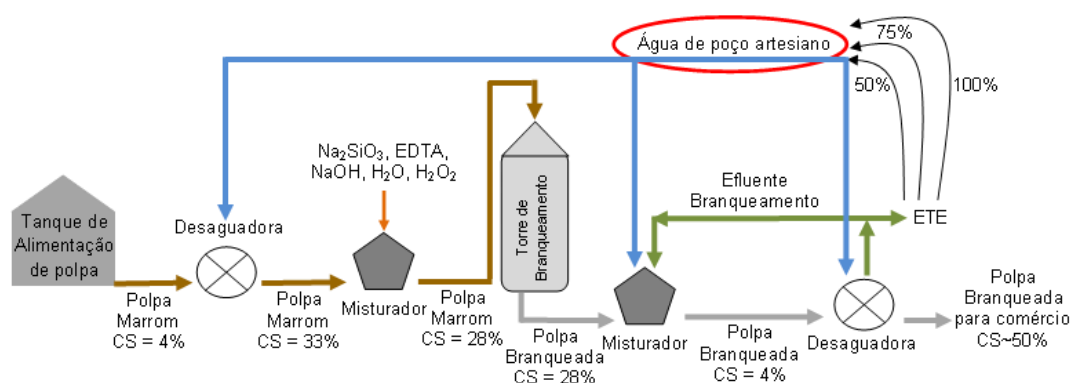 Água de poço artesiano
75%
50%
100%
Na₂SiO₃, EDTA,
NaOH, H₂O, H₂O₂
Tanque de
Alimentação
de polpa
Desaguadora
Torre de
Branqueamento
Efluente
Branqueamento
ETE
Polpa
Marrom
CS = 4%
Polpa
Marrom
CS = 33%
Misturador
Polpa
Marrom
CS = 28%
Polpa
Branqueada
CS = 28%
Misturador
Polpa
Branqueada
CS = 4%
Desaguadora
Polpa
Branqueada
para comércio
CS~50%